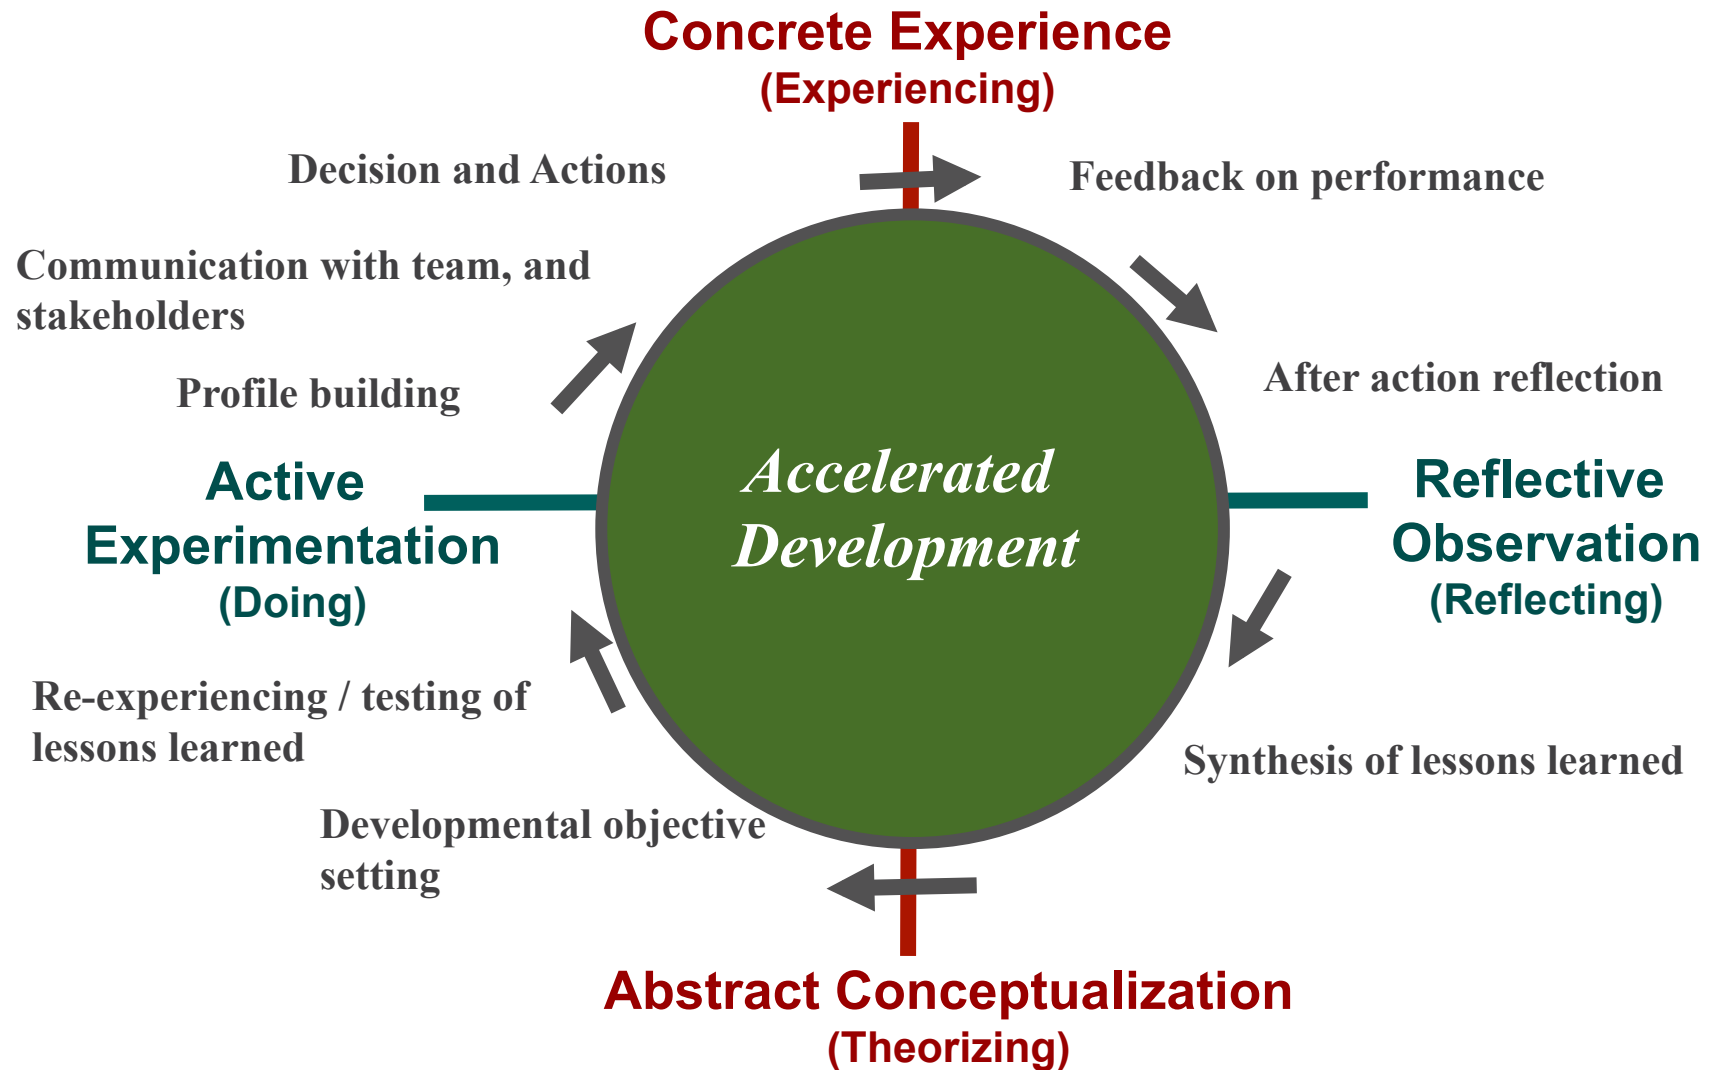 Concrete Experience
(Experiencing)
Decision and Actions
Feedback on performance
Communication with team, and
stakeholders
Profile building
After action reflection
Active
Experimentation
(Doing)
Accelerated
Development
Reflective
Observation
(Reflecting)
Re-experiencing / testing of
lessons learned
Synthesis of lessons learned
Developmental objective
setting
Abstract Conceptualization
(Theorizing)